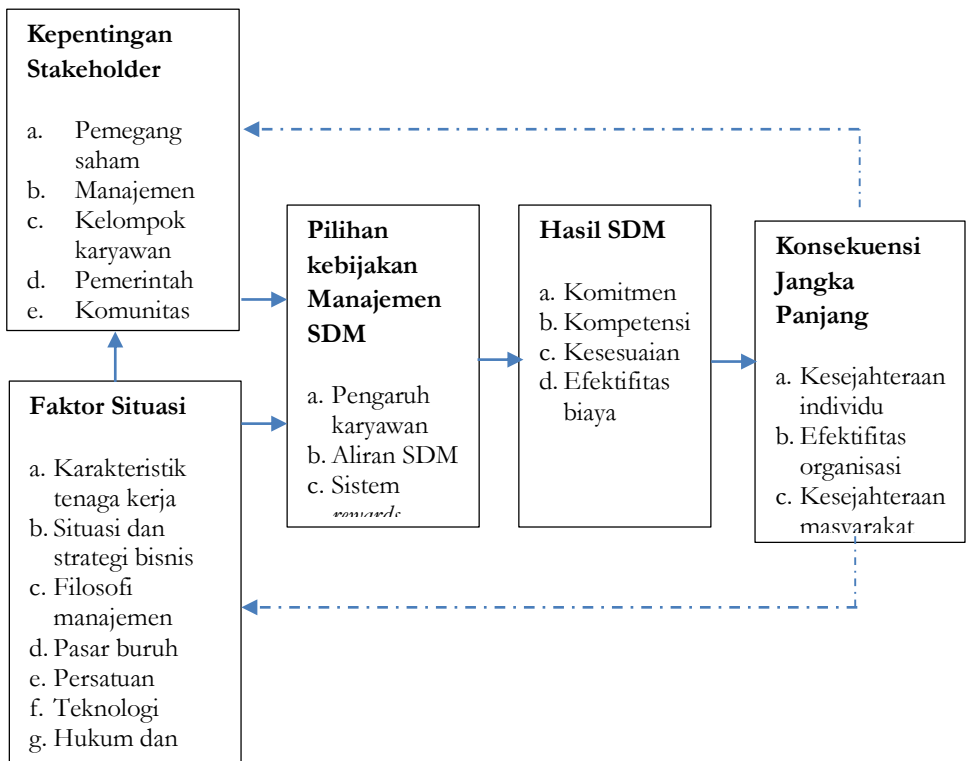 Kepentingan
Stakeholder
a. Pemegang
saham
b. Manajemen
c. Kelompok
karyawan
d. Pemerintah
e. Komunitas
Faktor Situasi
a. Karakteristik
tenaga kerja
b. Situasi dan
strategi bisnis
c. Filosofi
manajemen
d. Pasar buruh
e. Persatuan
f. Teknologi
g. Hukum dan
Pilihan
kebijakan
Manajemen
SDM
a. Pengaruh
karyawan
b. Aliran SDM
c. Sistem
rewards
Hasil SDM
a. Komitmen
b. Kompetensi
c. Kesesuaian
d. Efektifitas
biaya
Konsekuensi
Jangka
Panjang
a. Kesejahteraan
individu
b. Efektifitas
organisasi
c. Kesejahteraan
masyarakat